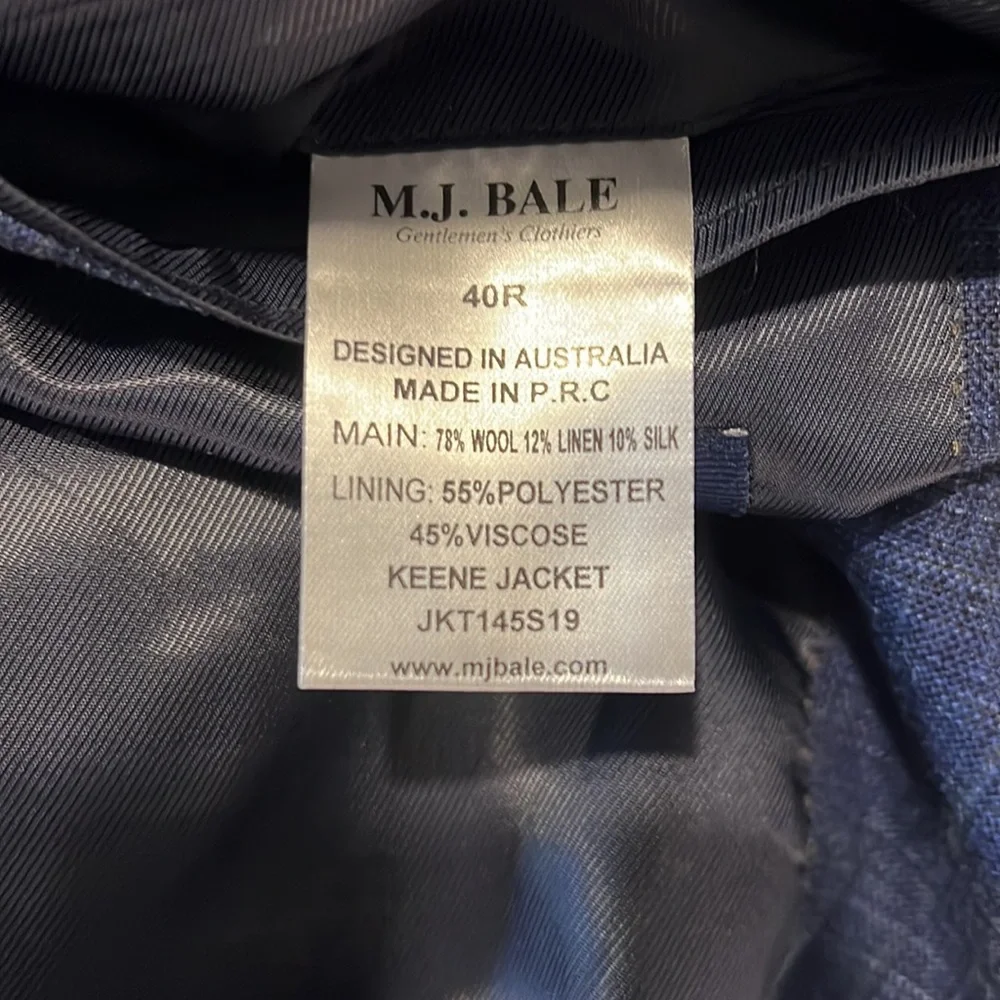 M.J. BALE
Gentlemen's Clothiers
40R
DESIGNED IN AUSTRALIA
MADE IN P.R.C
MAIN: 78% WOOL 12% LINEN 10% SILK
LINING: 55%POLYESTER
45%VISCOSE
KEENE JACKET
JKT145S19
www.mjbale.com